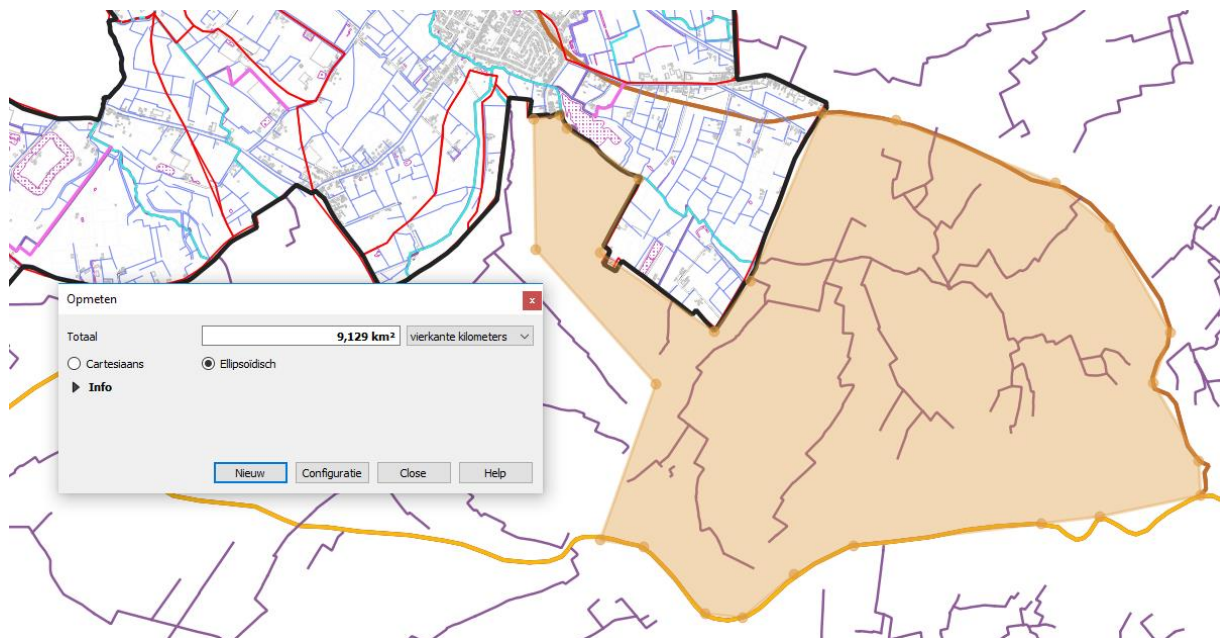 Opmeten
x
Totaal
9,129 km²
vierkante kilometers
Cartesiaans
Ellipsoïdisch
Info
Nieuw
Configuratie
Close
Help